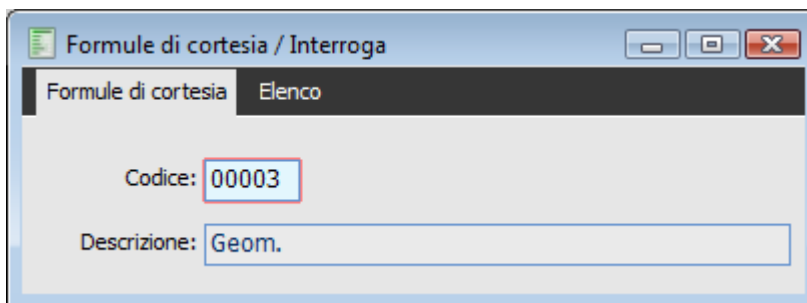 Formule di cortesia / Interroga
Formule di cortesia Elenco
Codice: 00003
Descrizione: Geom.